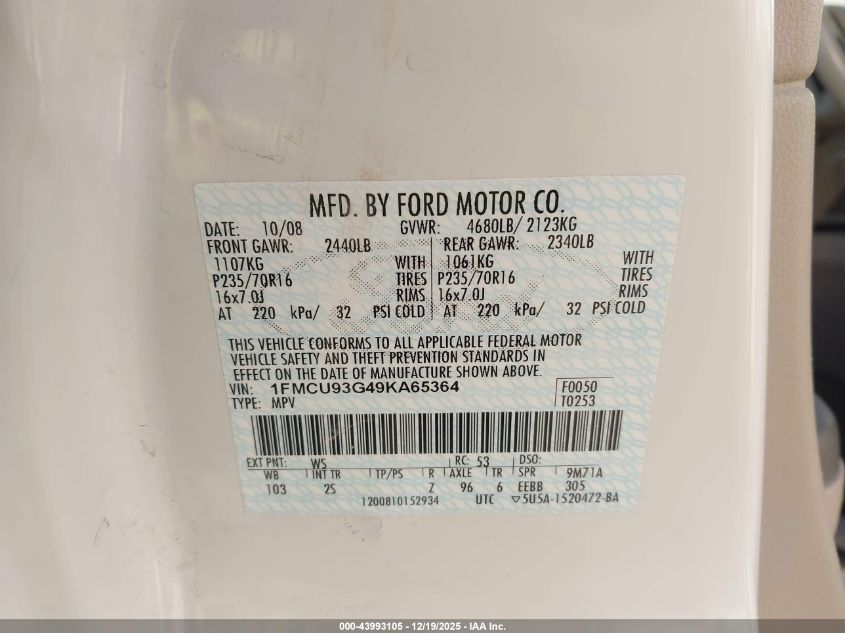 MFD. BY FORD MOTOR CO.
DATE: 10/08 GVWR: 4680LB/ 2123KG
FRONT GAWR: 2440LB REAR GAWR: 2340LB
1107KG WITH 1061KG WITH
P235/70R16 TIRES P235/70R16 TIRES
16x7.0J RIMS 16x7.0J RIMS
AT 220 kPa/ 32 PSI COLD AT 220 kPa/ 32 PSI COLD
THIS VEHICLE CONFORMS TO ALL APPLICABLE FEDERAL MOTOR
VEHICLE SAFETY AND THEFT PREVENTION STANDARDS IN
EFFECT ON THE DATE OF MANUFACTURE SHOWN ABOVE.
VIN: 1FMCU93G49KA65364 F0050
TYPE: MPV T0253
EXT PNT: WS RC: 53 DSO:
WB INT TR TP/PS R AXLE TR SPR 9M71A
103 2S Z 96 6 EEBB 305
1200810152934 UTC ▽5U5A-1520472-BA
000-43993105 - 12/19/2025 - IAA Inc.